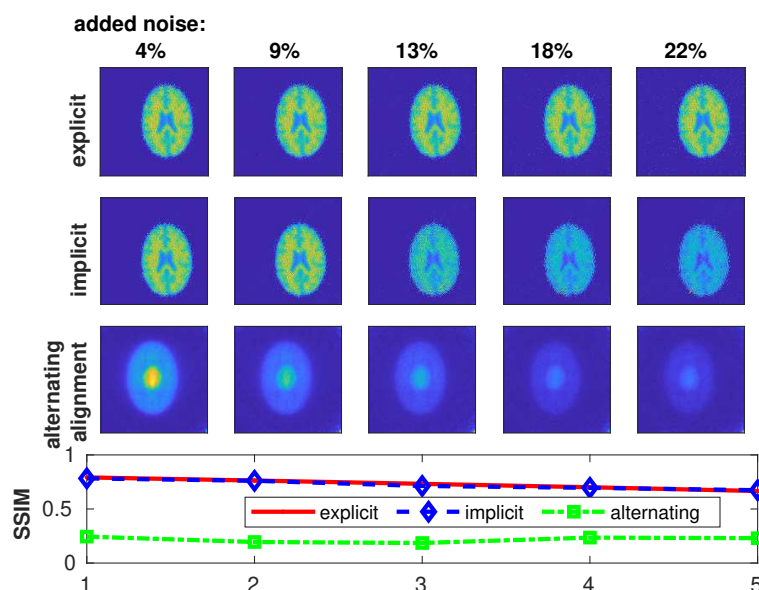 added noise:
4% 9% 13% 18% 22%
explicit
implicit
alternating
alignment
1
0.5
0
SSIM
explicit implicit alternating
1 2 3 4 5